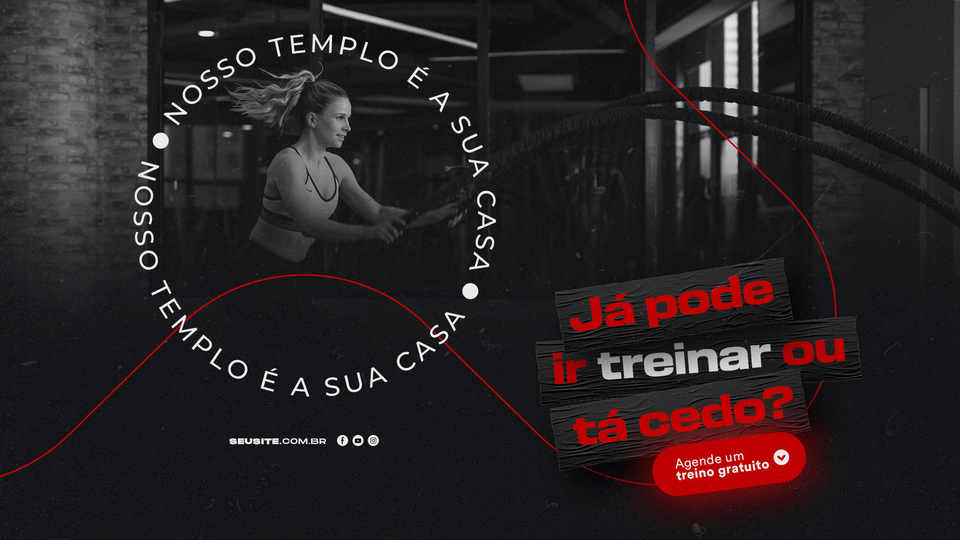 NOSSO TEMPLO É A SUA CASA
NOSSO TEMPLO É A SUA CASA
Já pode
ir treinar ou
tá cedo?
Agende um
treino gratuito
SEUSITE.COM.BR